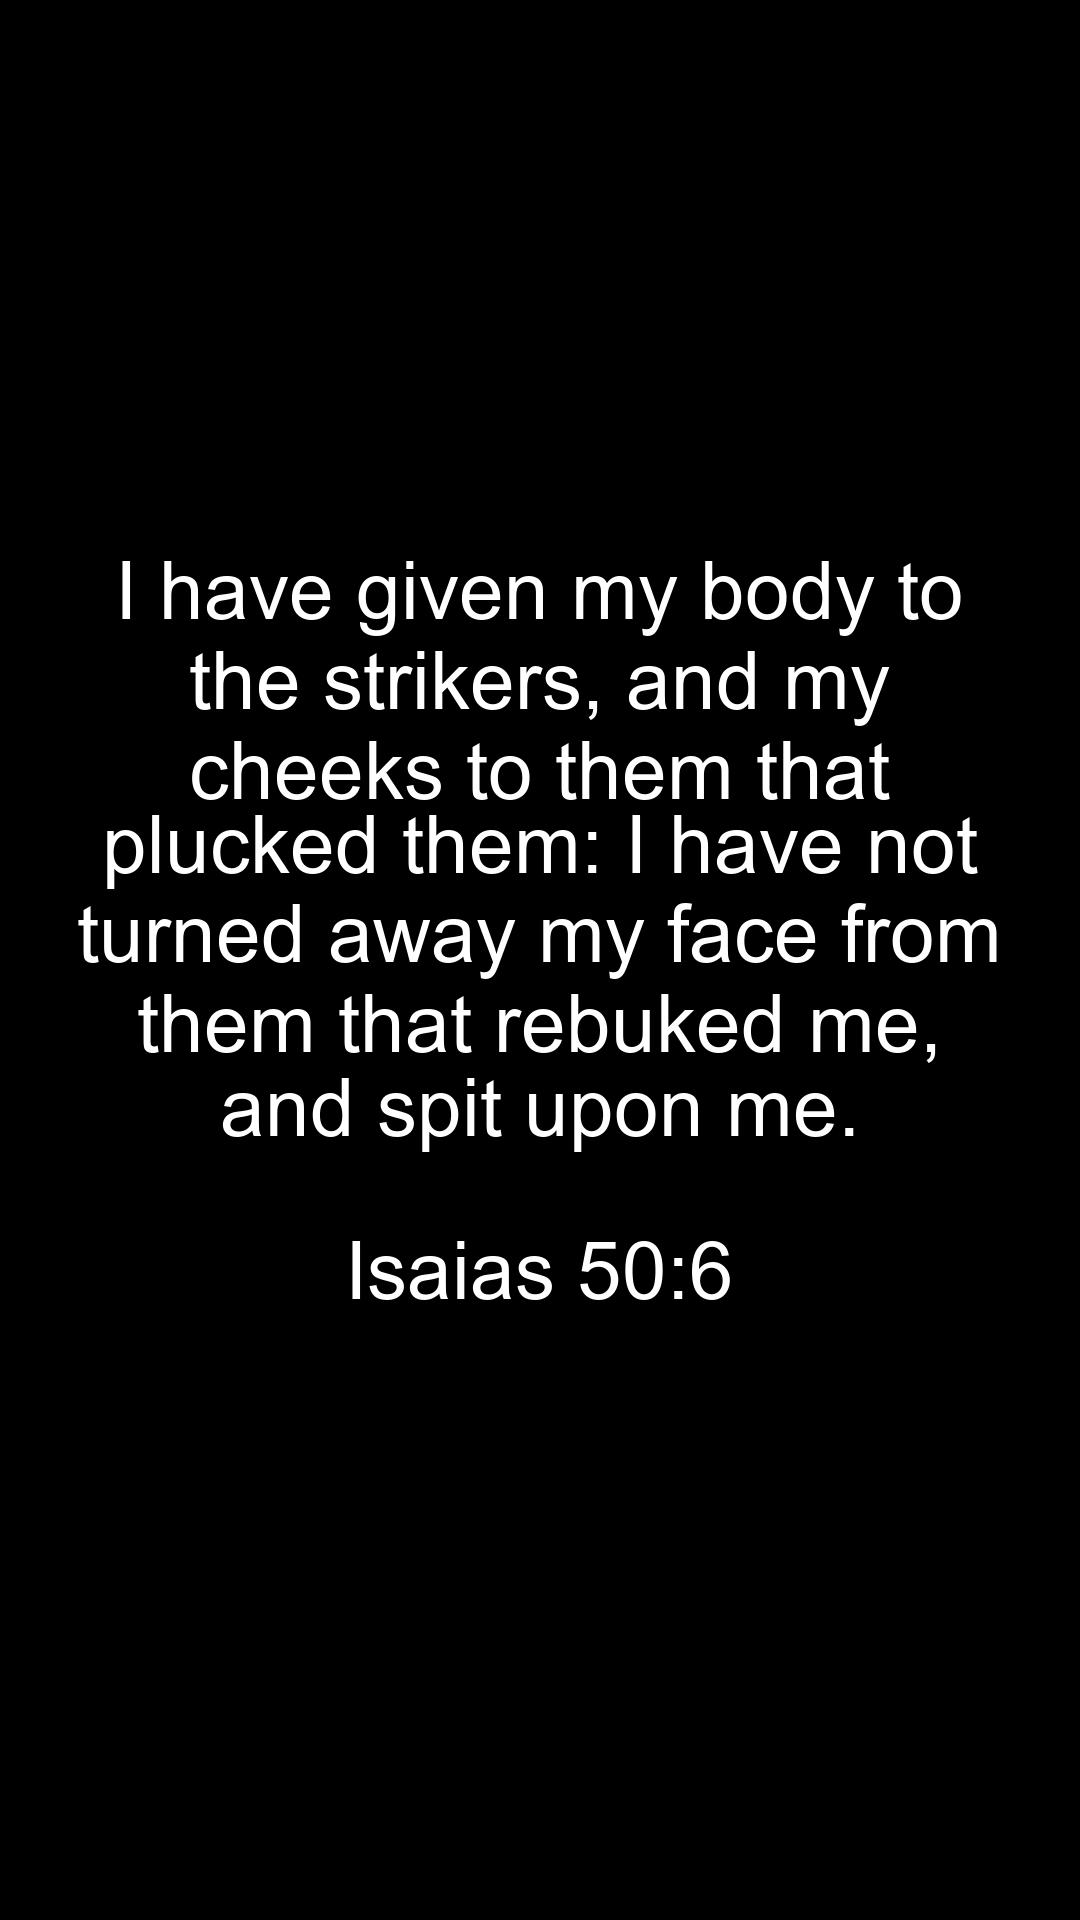 I have given my body to
the strikers, and my
cheeks to them that
plucked them: I have not
turned away my face from
them that rebuked me,
and spit upon me.
Isaias 50:6